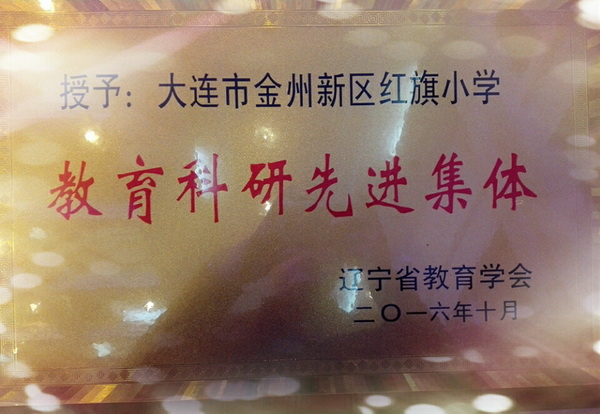 授予：大连市金州新区红旗小学
教育科研先进集体
辽宁省教育学会
二〇一六年十月